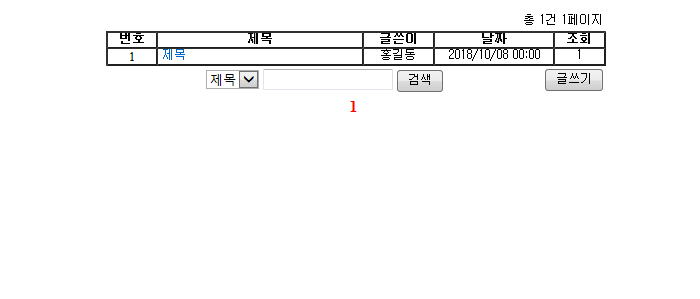 총 1건 1페이지
번호 제목 글쓴이 날짜 조회
1 제목 홍길동 2018/10/08 00:00 1
제목 검색 글쓰기
1